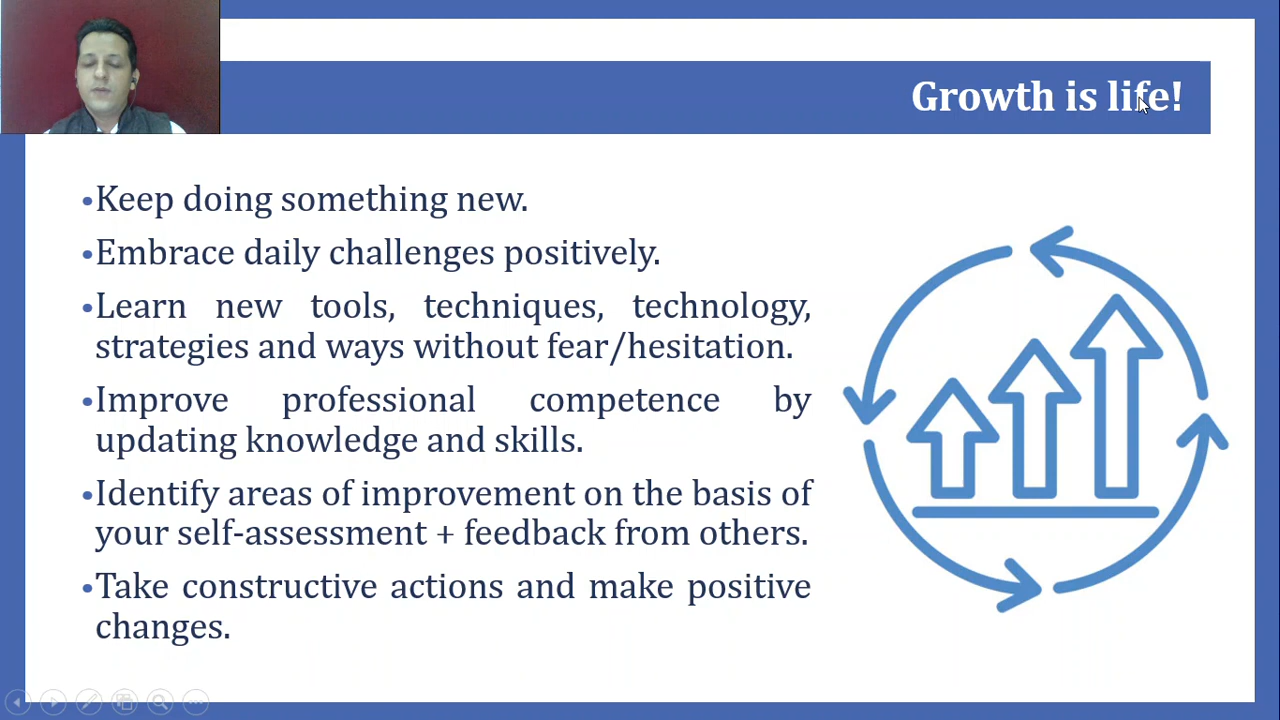 Growth is life!
•Keep doing something new.
•Embrace daily challenges positively.
•Learn new tools, techniques, technology,
strategies and ways without fear/hesitation.
•Improve professional competence by
updating knowledge and skills.
•Identify areas of improvement on the basis of
your self-assessment + feedback from others.
•Take constructive actions and make positive
changes.